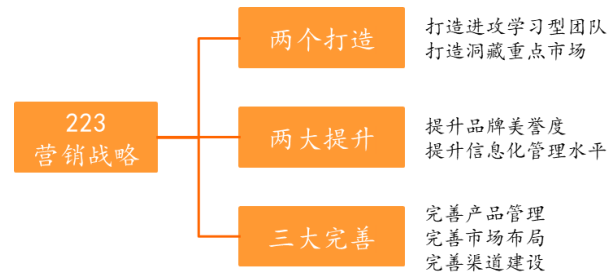 223
营销战略
两个打造
打造进攻学习型团队
打造洞藏重点市场
两大提升
提升品牌美誉度
提升信息化管理水平
三大完善
完善产品管理
完善市场布局
完善渠道建设